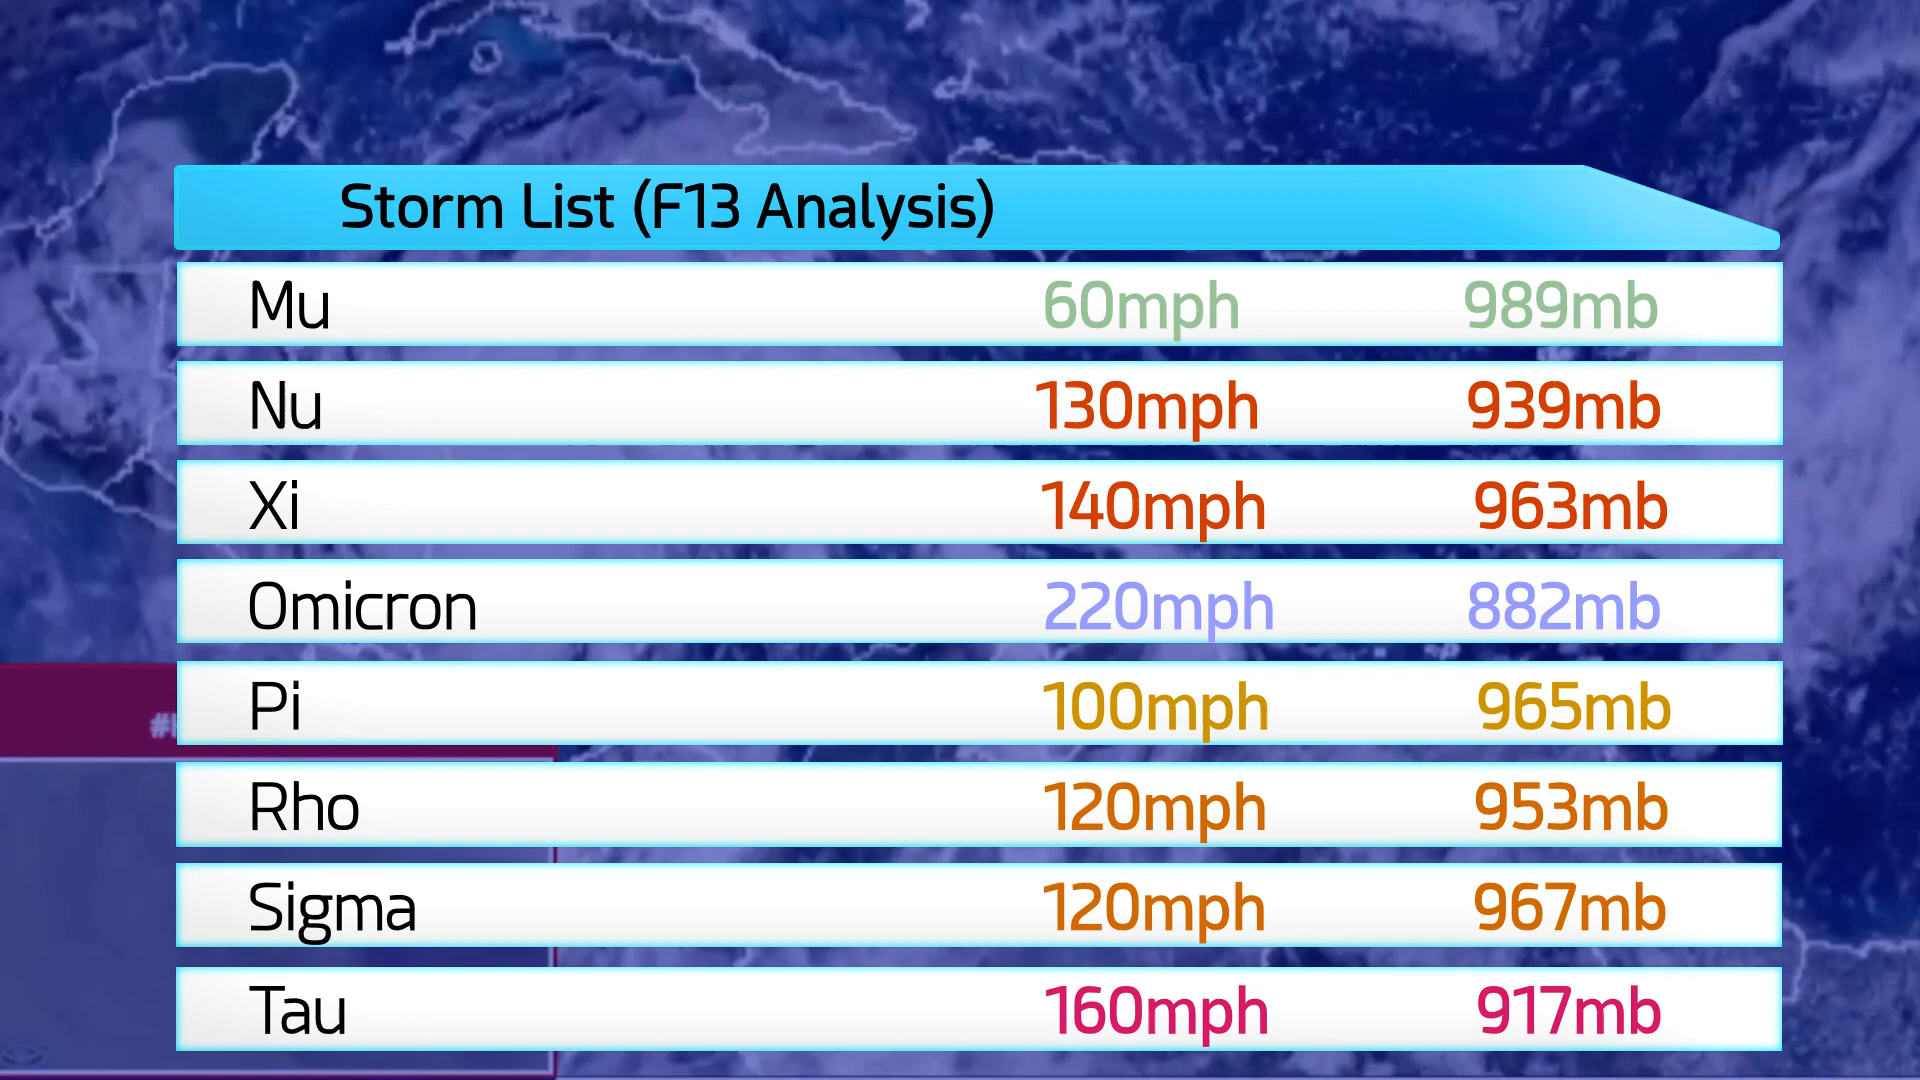 Storm List (F13 Analysis)
Mu 60mph 989mb
Nu 130mph 939mb
Xi 140mph 963mb
Omicron 220mph 882mb
Pi 100mph 965mb
#
Rho 120mph 953mb
Sigma 120mph 967mb
Tau 160mph 917mb